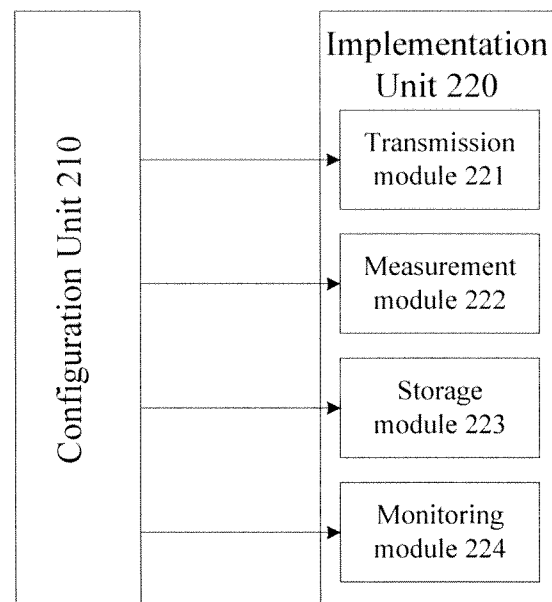 Configuration Unit 210
Implementation
Unit 220
Transmission
module 221
Measurement
module 222
Storage
module 223
Monitoring
module 224